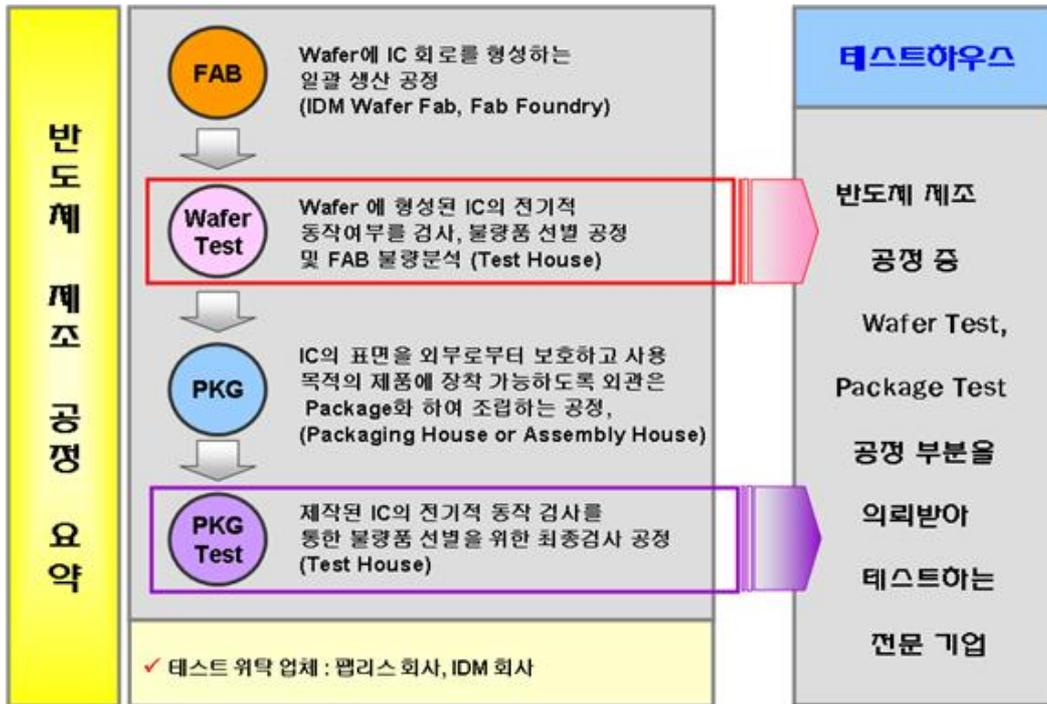 반도체 제조 공정 요약
FAB
Wafer에 IC 회로를 형성하는
일괄 생산 공정
(IDM Wafer Fab, Fab Foundry)
Wafer
Test
Wafer 에 형성된 IC의 전기적
동작여부를 검사, 불량품 선별 공정
및 FAB 불량분석 (Test House)
PKG
IC의 표면을 외부로부터 보호하고 사용
목적의 제품에 장착 가능하도록 외관은
Package화 하여 조립하는 공정,
(Packaging House or Assembly House)
PKG
Test
제작된 IC의 전기적 동작 검사를
통한 불량품 선별을 위한 최종검사 공정
(Test House)
✓ 테스트 위탁 업체 : 팹리스 회사, IDM 회사
테스트하우스
반도체 제조
공정 중
Wafer Test,
Package Test
공정 부분을
의뢰받아
테스트하는
전문 기업